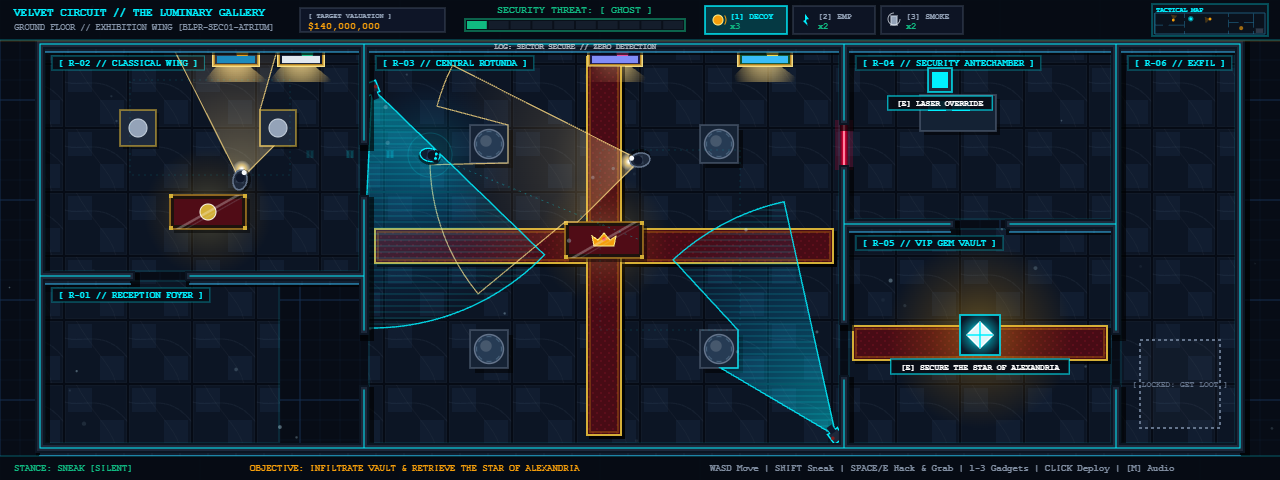 VELVET CIRCUIT // THE LUMINARY GALLERY
GROUND FLOOR // EXHIBITION WING [BLFR-SEC01-ATRIUM]
[ TARGET VALUATION ]
$140,000,000
SECURITY THREAT: [ GHOST ]
[1] DECOY
x3
[2] EMP
x2
[3] SMOKE
x2
TACTICAL MAP
LOG: SECTOR SECURE // ZERO DETECTION
[ R-02 // CLASSICAL WING ]
[ R-03 // CENTRAL ROTUNDA ]
[ R-04 // SECURITY ANTECHAMBER ]
[ R-06 // EXFIL ]
[E] LASER OVERRIDE
[ R-05 // VIP GEM VAULT ]
[ R-01 // RECEPTION FOYER ]
[E] SECURE THE STAR OF ALEXANDRIA
[ LOCKED: GET LOOT ]
STANCE: SNEAK [SILENT]
OBJECTIVE: INFILTRATE VAULT & RETRIEVE THE STAR OF ALEXANDRIA
WASD Move | SHIFT Sneak | SPACE/E Hack & Grab | 1-3 Gadgets | CLICK Deploy | [M] Audio